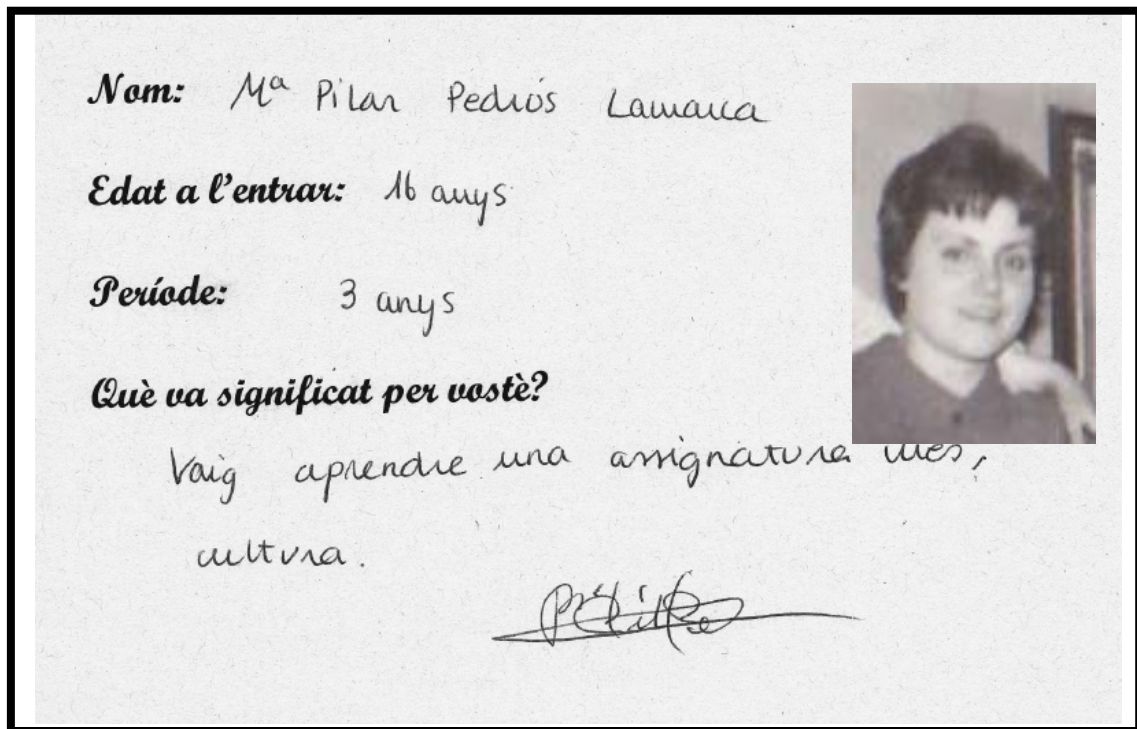 Nom: Mª Pilar Pedrós Lamarca
Edat a l'entrar: 16 anys
Període: 3 anys
Què va significat per vostè?
Vaig aprendre una assignatura més,
cultura.